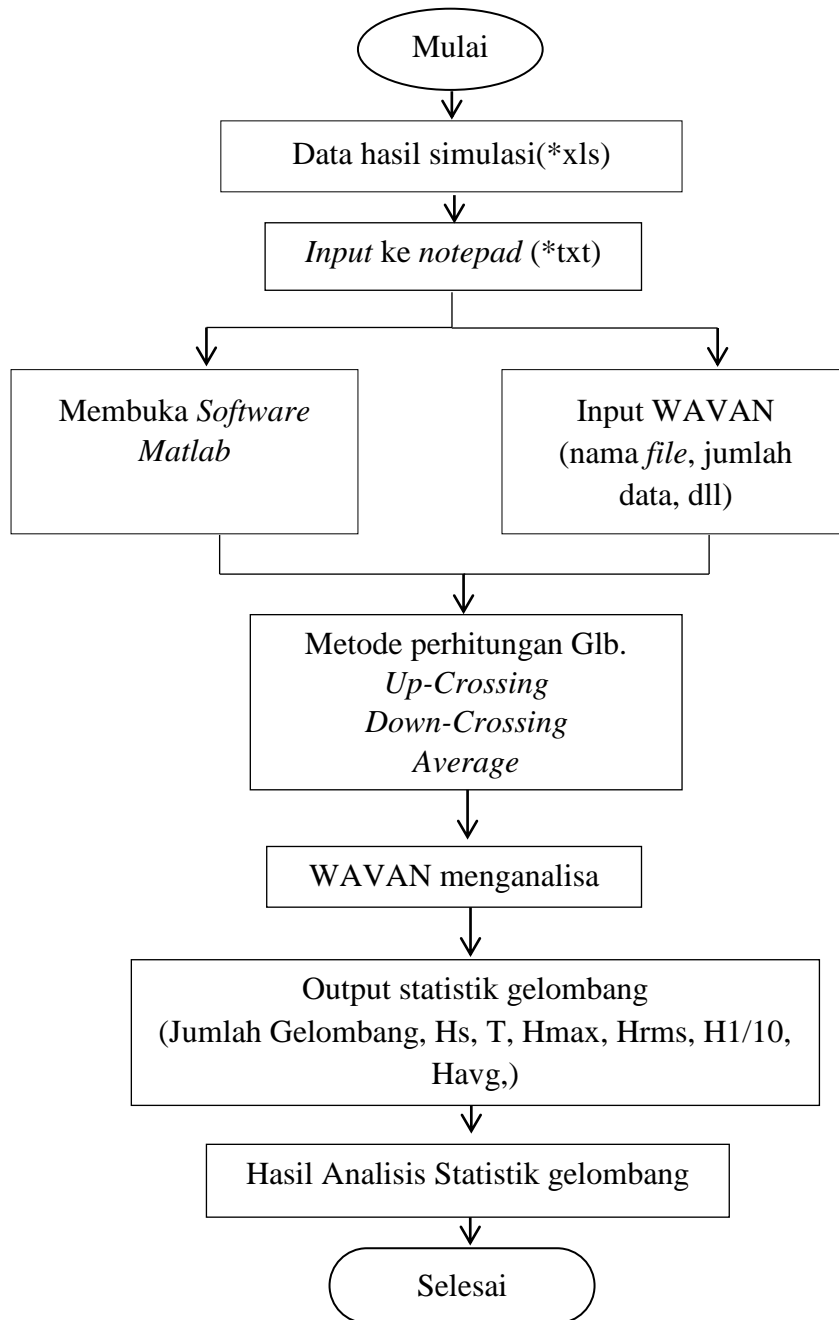 Mulai
Data hasil simulasi(*xls)
Input ke notepad (*txt)
Membuka Software
Matlab
Input WAVAN
(nama file, jumlah
data, dll)
Metode perhitungan Glb.
Up-Crossing
Down-Crossing
Average
WAVAN menganalisa
Output statistik gelombang
(Jumlah Gelombang, Hs, T, Hmax, Hrms, H1/10,
Havg,)
Hasil Analisis Statistik gelombang
Selesai